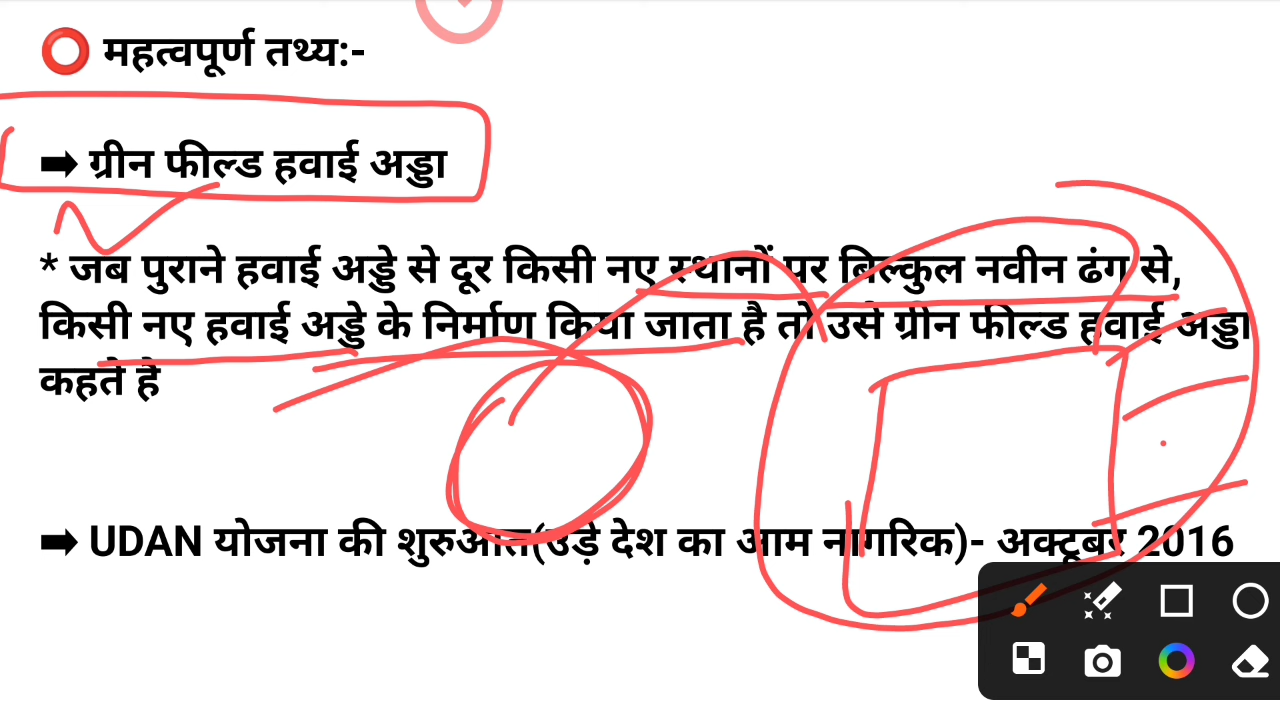 ⭕ महत्वपूर्ण तथ्य:-
➡ ग्रीन फील्ड हवाई अड्डा
* जब पुराने हवाई अड्डे से दूर किसी नए स्थानों पर बिल्कुल नवीन ढंग से,
किसी नए हवाई अड्डे के निर्माण किया जाता है तो उसे ग्रीन फील्ड हवाई अड्डा
कहते है
➡ UDAN योजना की शुरुआत(उड़े देश का आम नागरिक)- अक्टूबर 2016